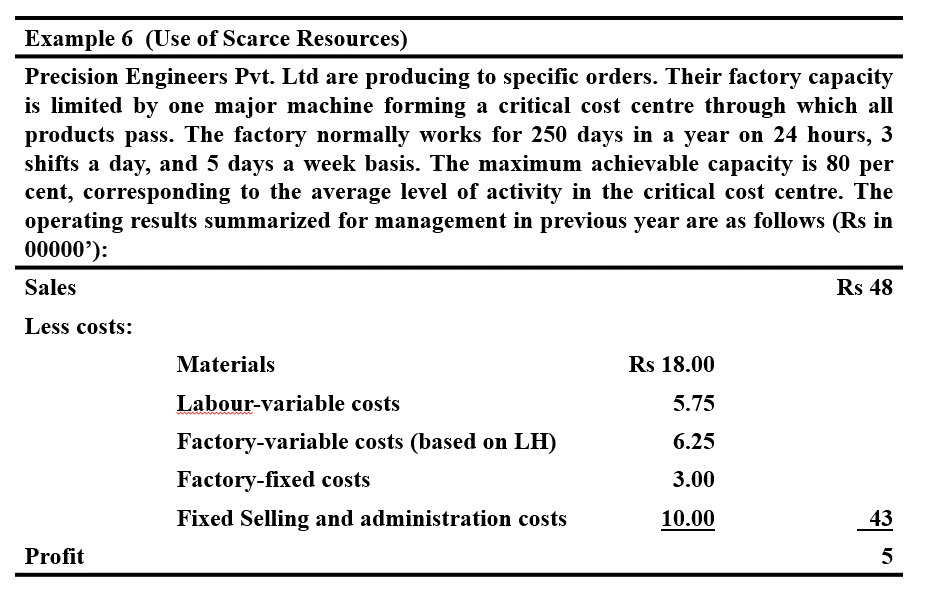 Example 6 (Use of Scarce Resources)
Precision Engineers Pvt. Ltd are producing to specific orders. Their factory capacity
is limited by one major machine forming a critical cost centre through which all
products pass. The factory normally works for 250 days in a year on 24 hours, 3
shifts a day, and 5 days a week basis. The maximum achievable capacity is 80 per
cent, corresponding to the average level of activity in the critical cost centre. The
operating results summarized for management in previous year are as follows (Rs in
00000’):
Sales Rs 48
Less costs:
Materials Rs 18.00
Labour-variable costs 5.75
Factory-variable costs (based on LH) 6.25
Factory-fixed costs 3.00
Fixed Selling and administration costs 10.00 43
Profit 5